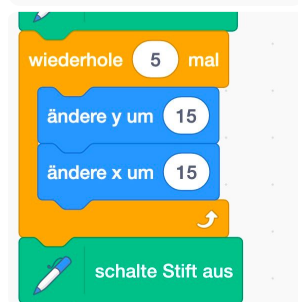 wiederhole 5 mal
ändere y um 15
ändere x um 15
schalte Stift aus